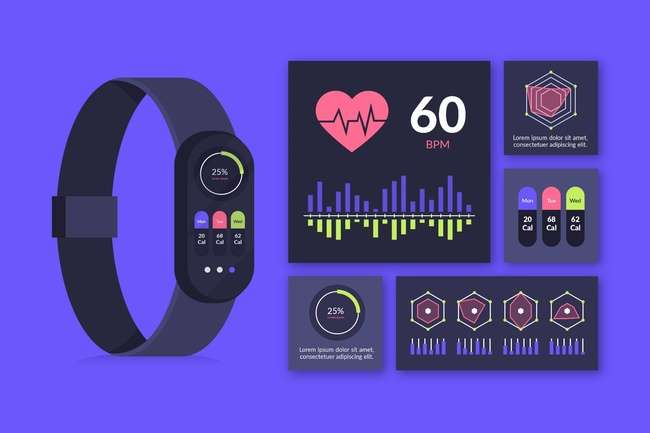 25%
Mon Tue Wed
20 68 62
Cal Cal Cal
60
BPM
Lorem ipsum dolor sit amet,
consectetuer adipiscing elit.
Mon Tue Wed
20 68 62
Cal Cal Cal
25%
Lorem ipsum dolor sit amet,
consectetuer adipiscing elit.